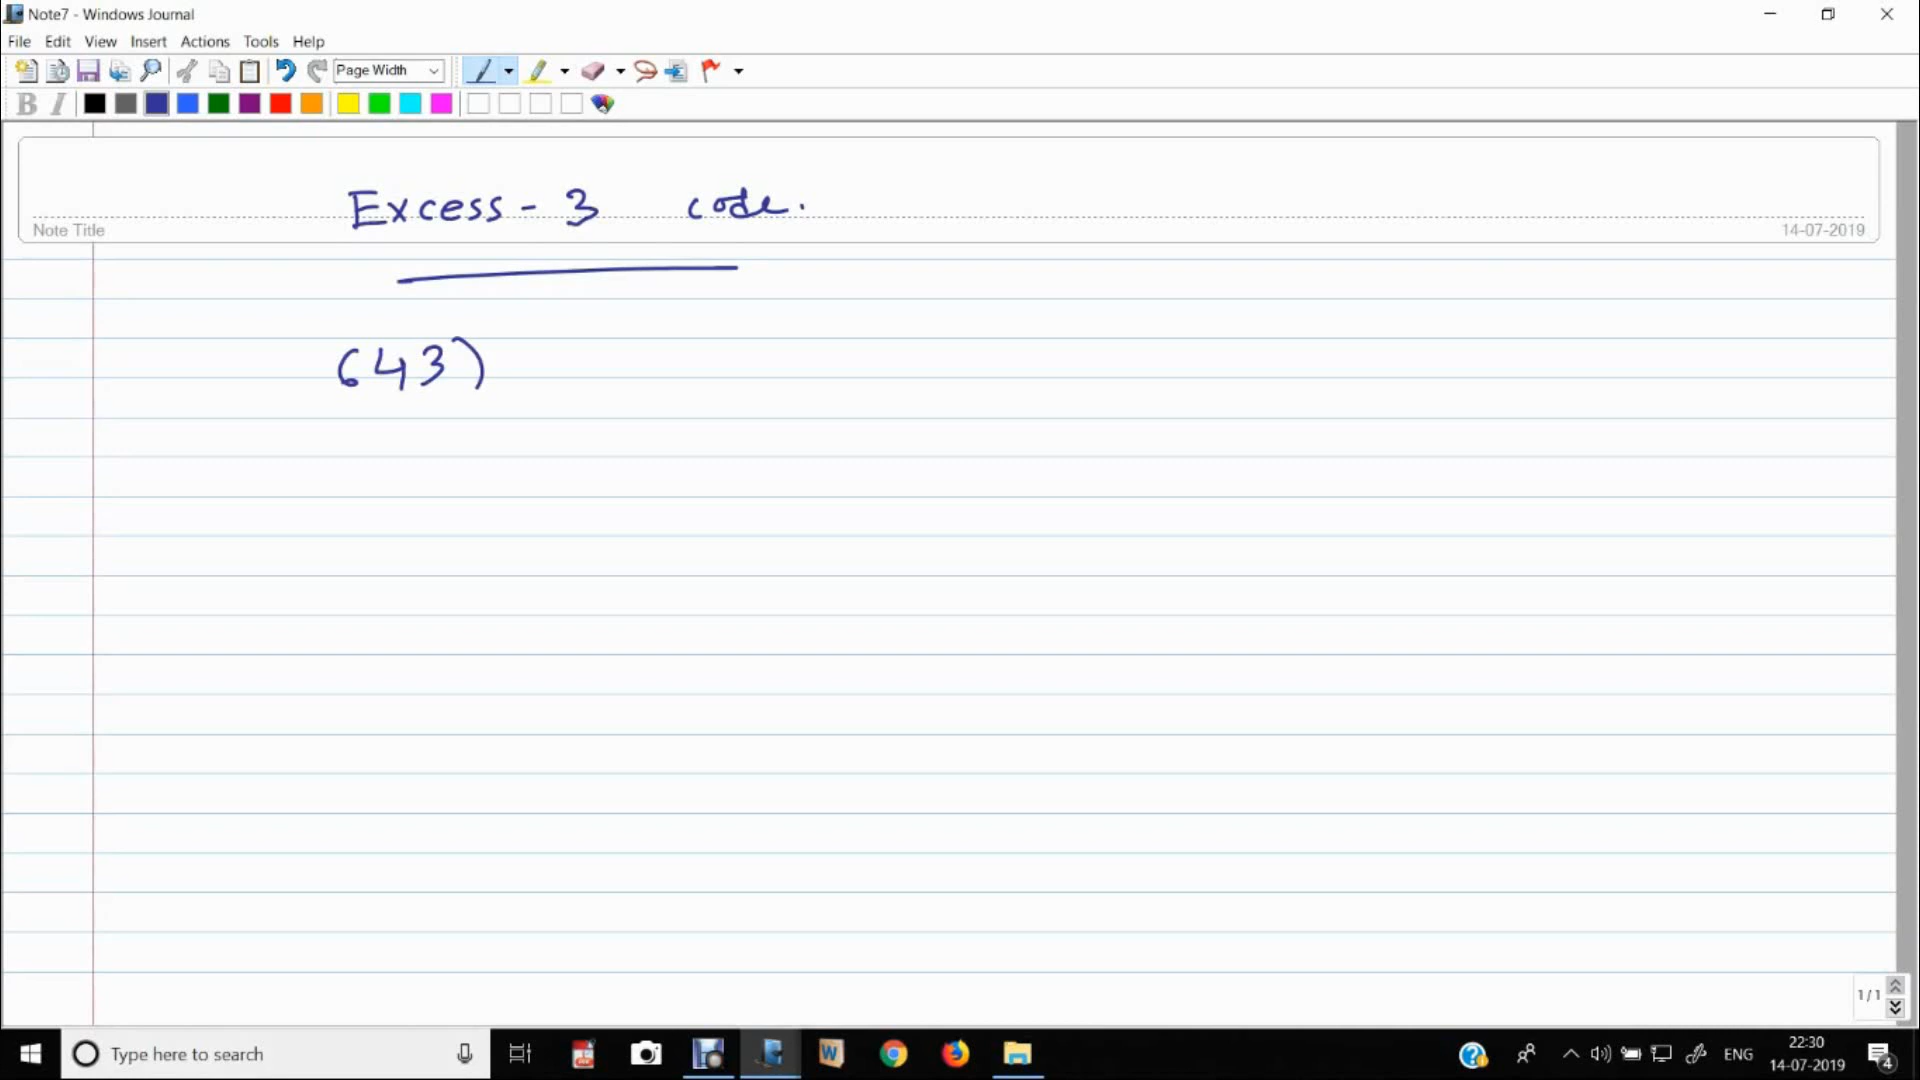 Note7 - Windows Journal
File Edit View Insert Actions Tools Help
Page Width
B I
Excess - 3 code.
Note Title
14-07-2019
(43)
1 / 1
Type here to search
W
ENG
22:30
14-07-2019
4